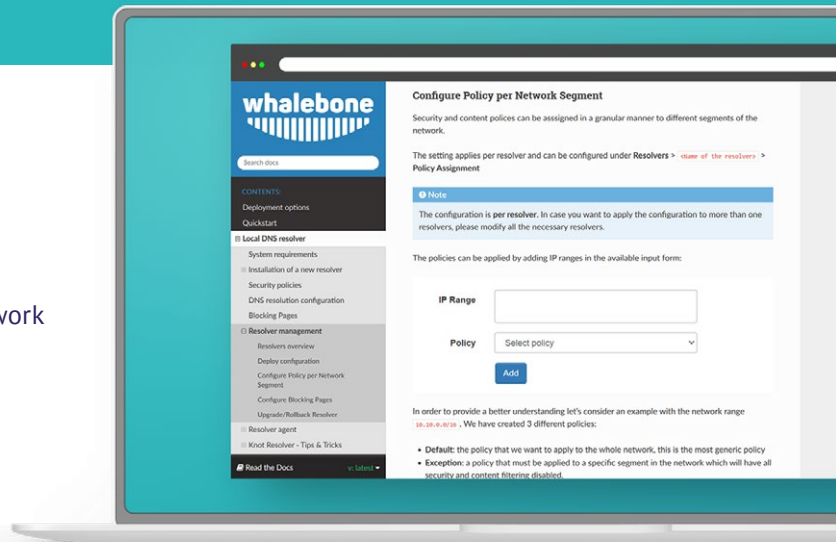 work
whalebone
Search docs
CONTENTS:
Deployment options
Quickstart
Local DNS resolver
System requirements
Installation of a new resolver
Security policies
DNS resolution configuration
Blocking Pages
Resolver management
Resolvers overview
Deploy configuration
Configure Policy per Network
Segment
Configure Blocking Pages
Upgrade/Rollback Resolver
Resolver agent
Knot Resolver - Tips & Tricks
Read the Docs
v: latest
Configure Policy per Network Segment
Security and content polices can be asssigned in a granular manner to different segments of the
network.
The setting applies per resolver and can be configured under Resolvers > <Name of the resolver> >
Policy Assignment
Note
The configuration is per resolver. In case you want to apply the configuration to more than one
resolvers, please modify all the necessary resolvers.
The policies can be applied by adding IP ranges in the available input form:
IP Range
Policy
Select policy
Add
In order to provide a better understanding let's consider an example with the network range
10.10.0.0/16 . We have created 3 different policies:
• Default: the policy that we want to apply to the whole network, this is the most generic policy
• Exception: a policy that must be applied to a specific segment in the network which will have all
security and content filtering disabled.